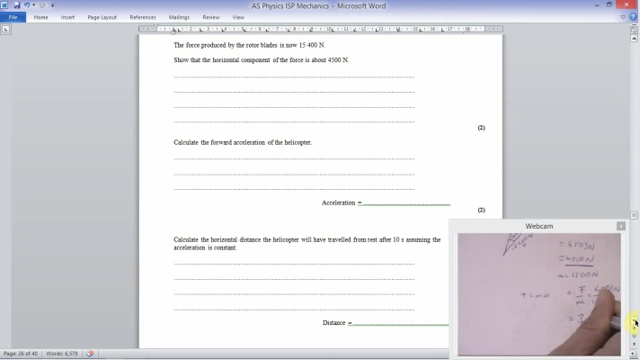 AS Physics ISP Mechanics - Microsoft Word
File Home Insert Page Layout References Mailings Review View
The force produced by the rotor blades is now 15 400 N.
Show that the horizontal component of the force is about 4500 N.
(2)
Calculate the forward acceleration of the helicopter.
Acceleration =
(2)
Calculate the horizontal distance the helicopter will have travelled from rest after 10 s assuming the
acceleration is constant.
Distance =
Webcam
Page: 26 of 40 Words: 6,579